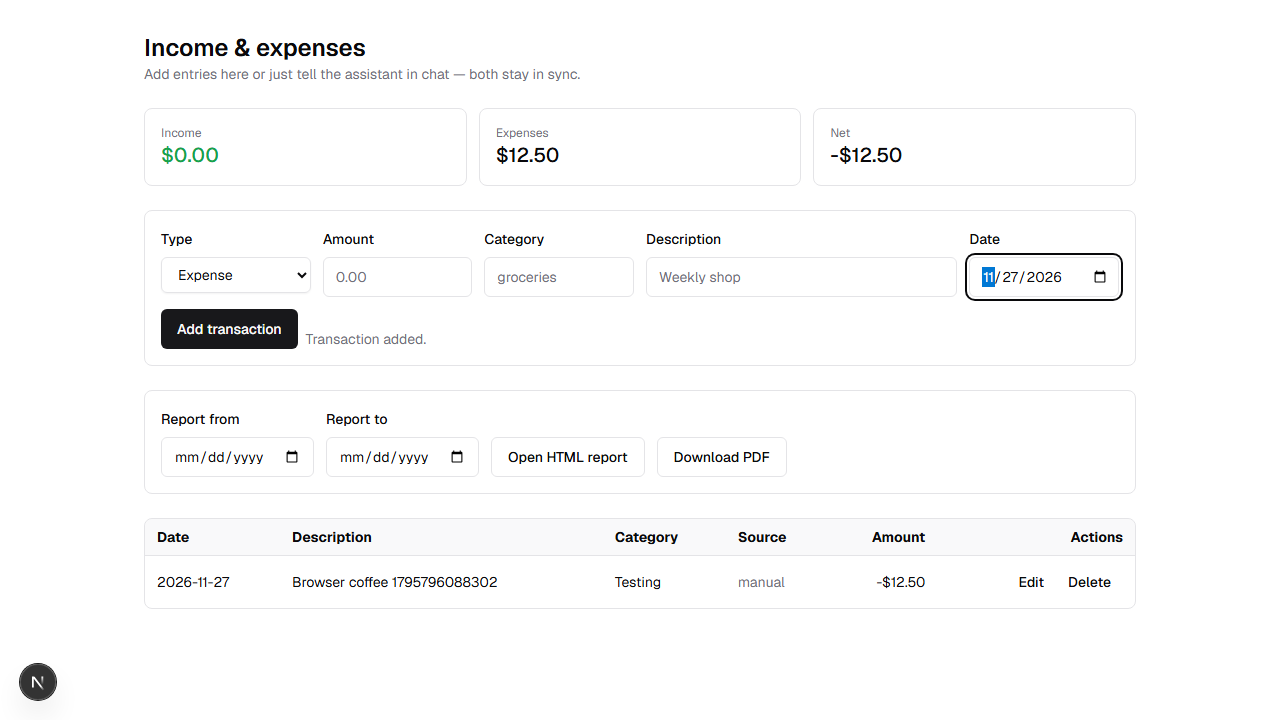 Income & expenses
Add entries here or just tell the assistant in chat — both stay in sync.
Income
$0.00
Expenses
$12.50
Net
-$12.50
Type
Amount
Category
Description
Date
Expense
0.00
groceries
Weekly shop
11/27/2026
Add transaction
Transaction added.
Report from
Report to
mm/dd/yyyy
mm/dd/yyyy
Open HTML report
Download PDF
Date Description Category Source Amount Actions
2026-11-27 Browser coffee 1795796088302 Testing manual -$12.50 Edit Delete
N